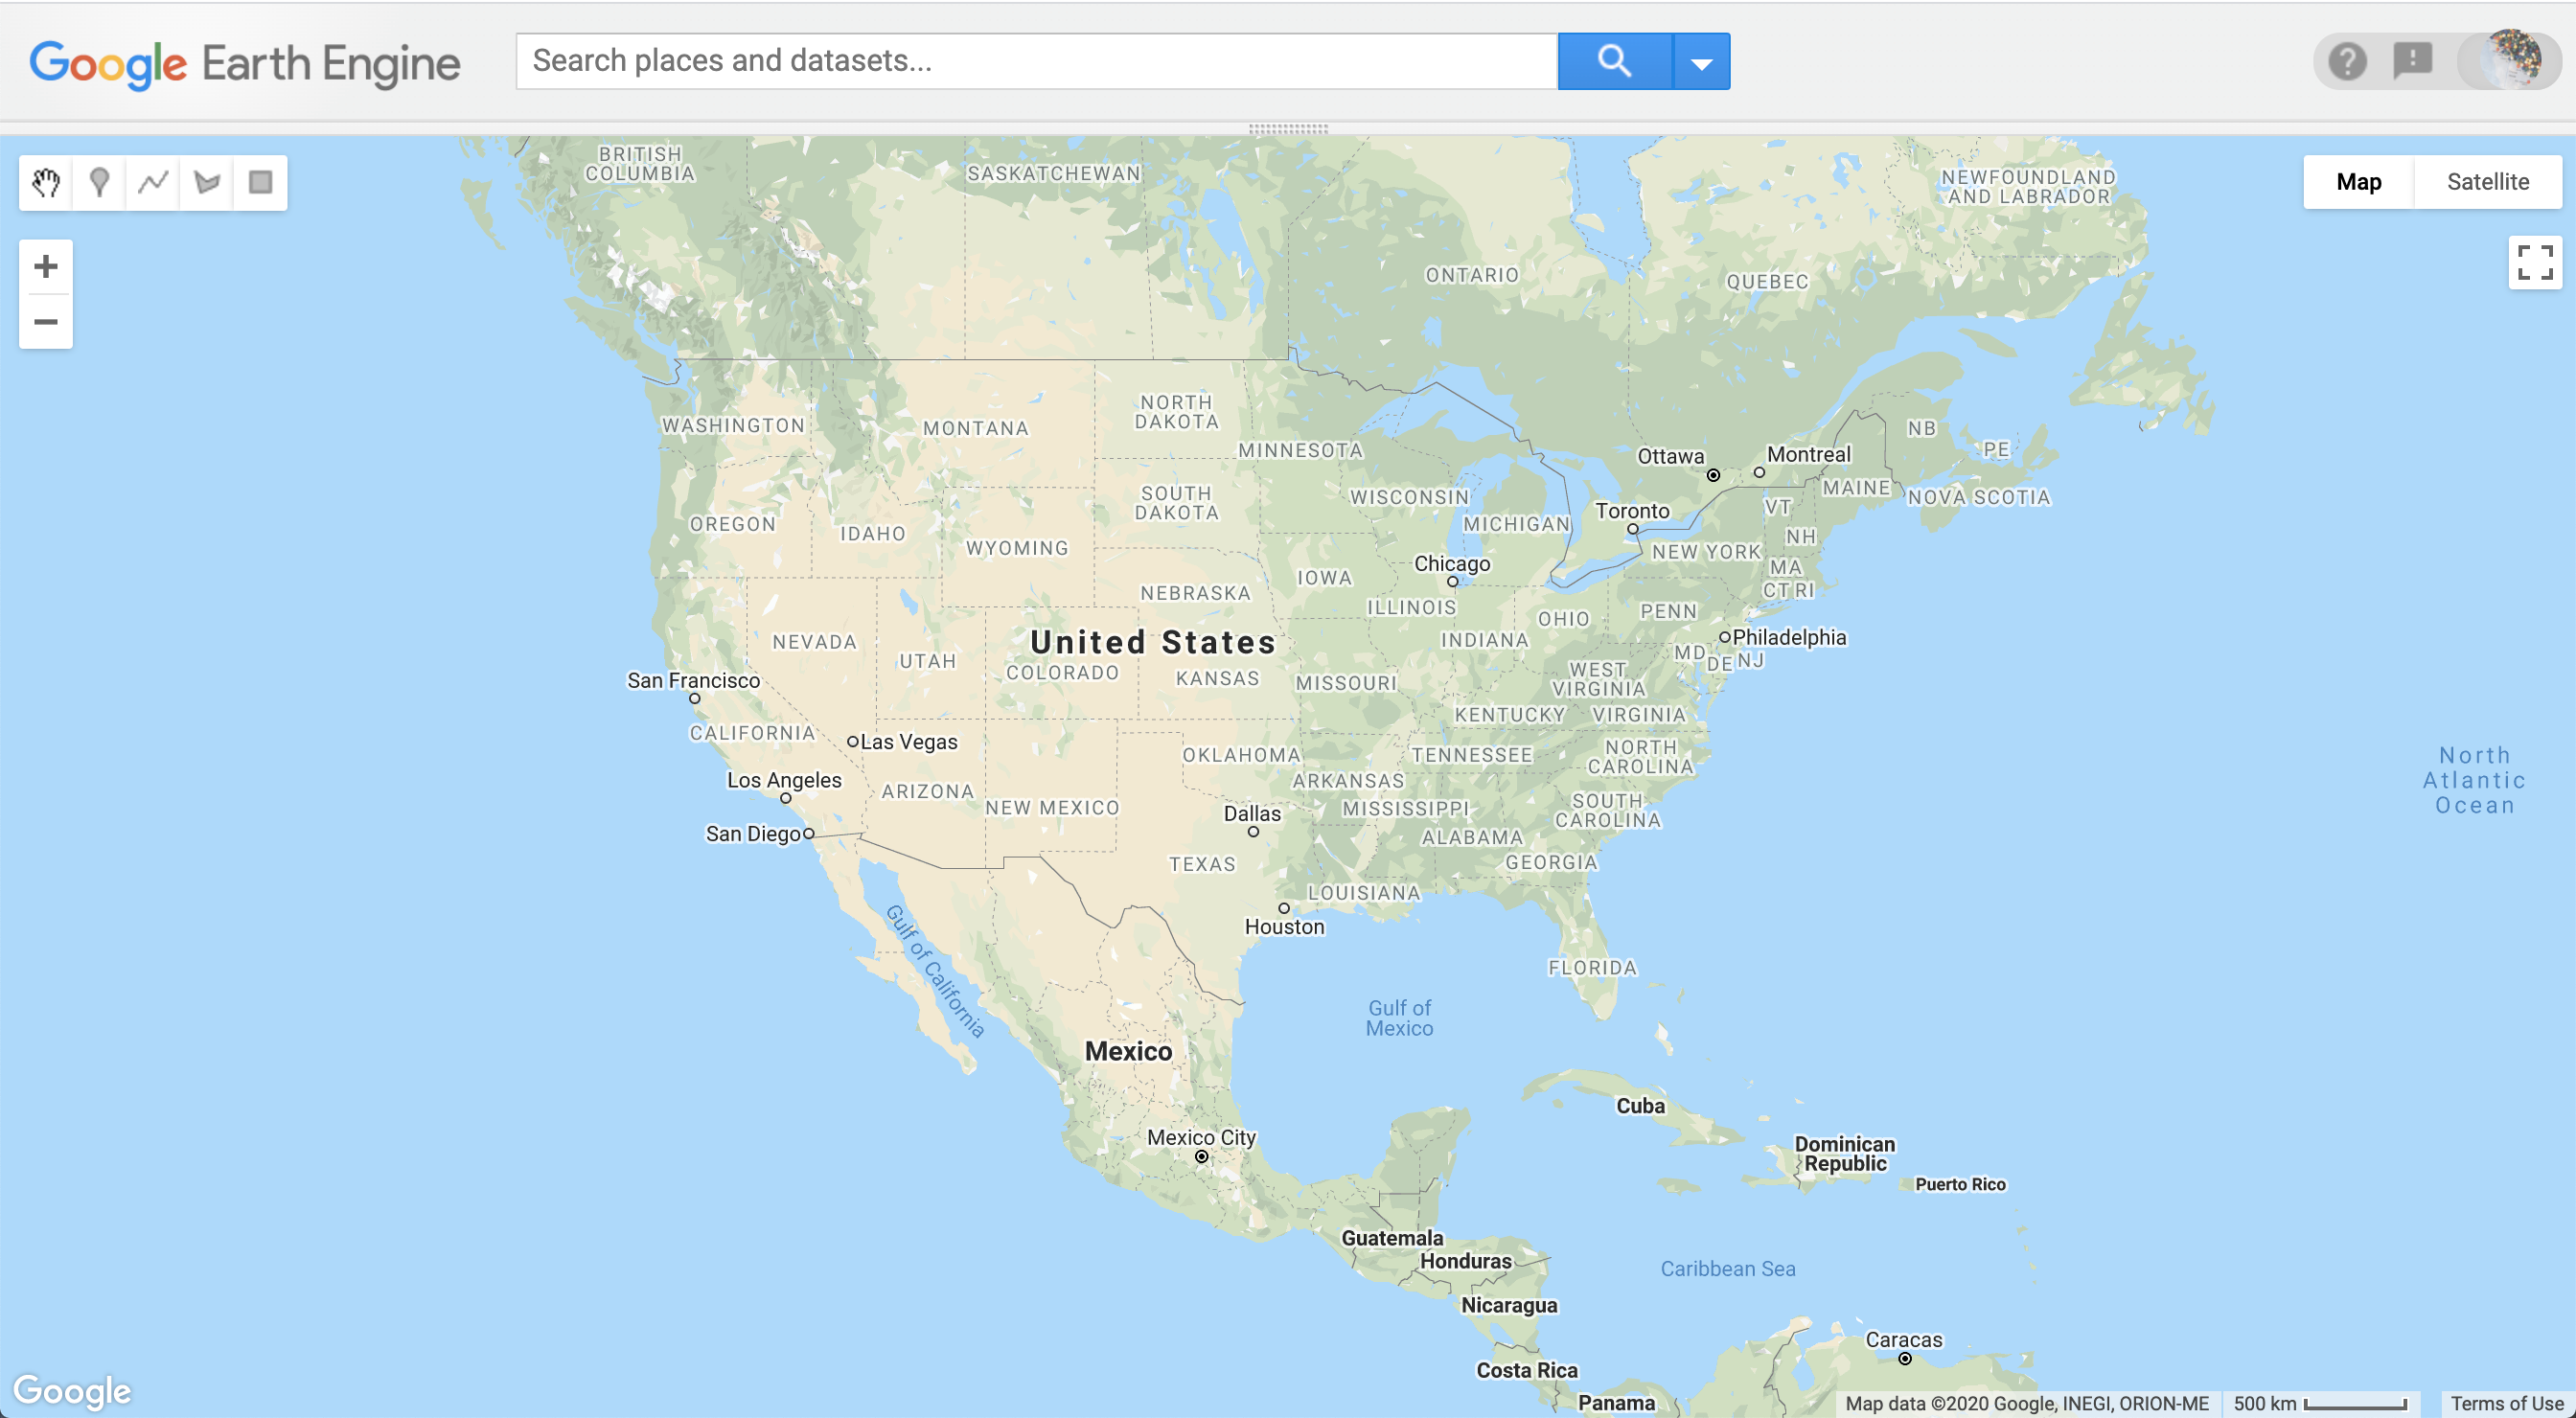 Google Earth Engine
Search places and datasets...
Map
Satellite
BRITISH
COLUMBIA
SASKATCHEWAN
NEWFOUNDLAND
AND LABRADOR
ONTARIO
QUEBEC
WASHINGTON
MONTANA
NORTH
DAKOTA
MINNESOTA
Ottawa
Montreal
NB
PE
SOUTH
DAKOTA
WISCONSIN
MICHIGAN
Toronto
VT
MAINE
NOVA SCOTIA
OREGON
IDAHO
WYOMING
NEW YORK
NH
Chicago
MA
CT RI
NEBRASKA
IOWA
ILLINOIS
OHIO
PENN
United States
NEVADA
UTAH
COLORADO
KANSAS
MISSOURI
INDIANA
WEST
VIRGINIA
Philadelphia
MD
DE
NJ
San Francisco
CALIFORNIA
Las Vegas
KENTUCKY
VIRGINIA
OKLAHOMA
TENNESSEE
NORTH
CAROLINA
Los Angeles
ARIZONA
NEW MEXICO
ARKANSAS
North
Atlantic
Ocean
San Diego
Dallas
MISSISSIPPI
SOUTH
CAROLINA
ALABAMA
TEXAS
GEORGIA
LOUISIANA
Houston
Gulf of California
FLORIDA
Gulf of
Mexico
Mexico
Cuba
Mexico City
Dominican
Republic
Puerto Rico
Guatemala
Honduras
Caribbean Sea
Nicaragua
Caracas
Costa Rica
Panama
Google
Map data ©2020 Google, INEGI, ORION-ME
500 km
Terms of Use